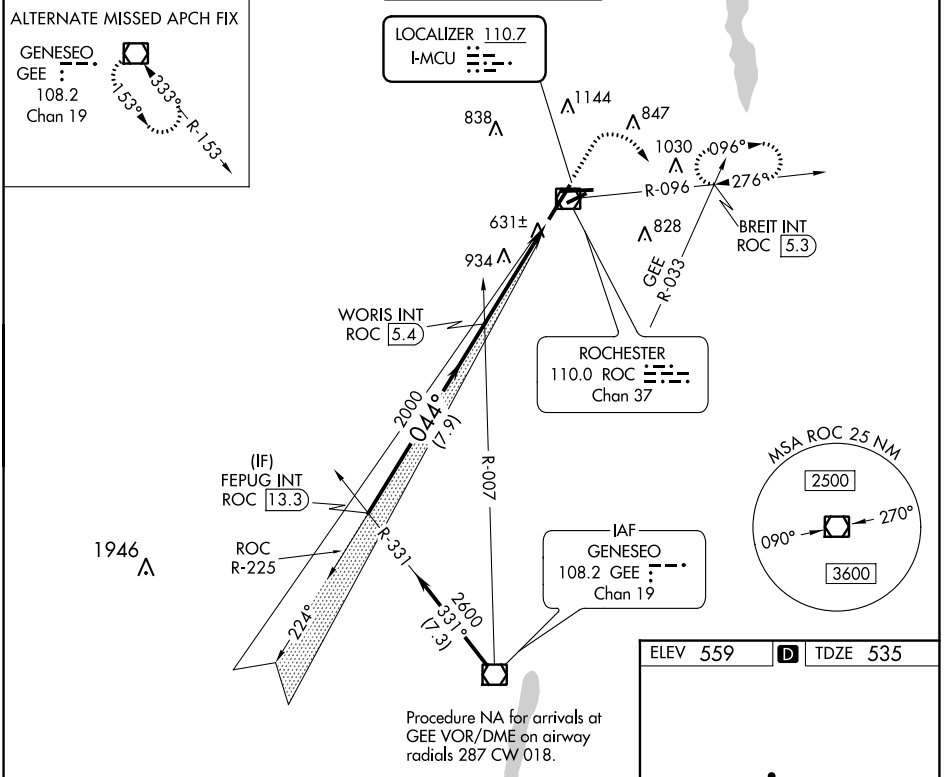 ALTERNATE MISSED APCH FIX
GENESEO
GEE
108.2
Chan 19
153°
333°
R-153
LOCALIZER 110.7
I-MCU
838
1144
847
1030
096°
R-096
276°
BREIT INT
ROC 5.3
828
GEE
R-033
631±
934
WORIS INT
ROC 5.4
ROCHESTER
110.0 ROC
Chan 37
2000
044°
(7.9)
R-007
(IF)
FEPUG INT
ROC 13.3
R-331
ROC
R-225
224°
1946
2600
331°
(7.3)
IAF
GENESEO
108.2 GEE
Chan 19
MSA ROC 25 NM
2500
090°
270°
3600
Procedure NA for arrivals at
GEE VOR/DME on airway
radials 287 CW 018.
ELEV 559 D TDZE 535